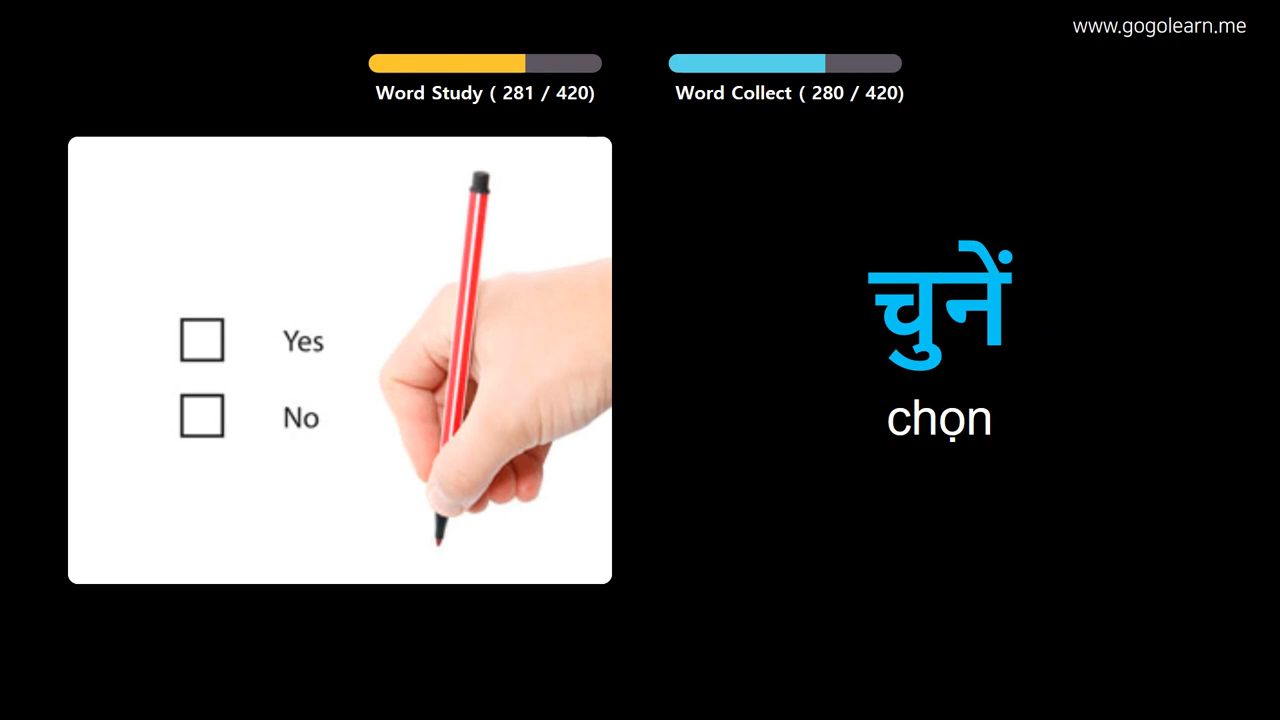 www.gogolearn.me
Word Study ( 281 / 420)
Word Collect ( 280 / 420)
Yes
No
चुनें
chọn